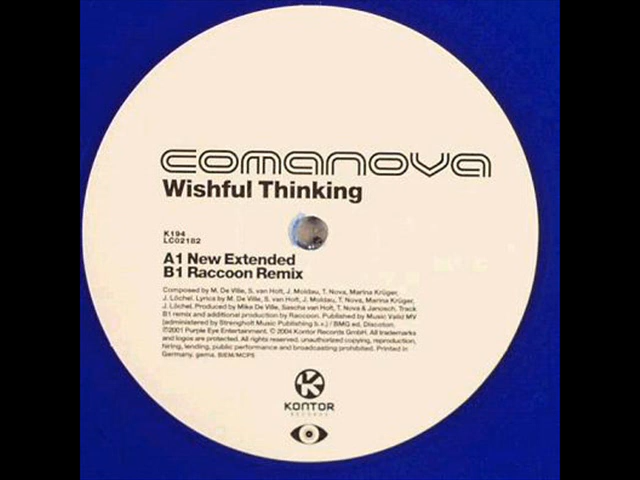 comanova
Wishful Thinking
K194
LC02182
A1 New Extended
B1 Raccoon Remix
Composed by M. De Ville, S. van Holt, J. Moldau, T. Nova, Marina Krüger,
J. Löchel. Lyrics by M. De Ville, S. van Holt, J. Moldau, T. Nova, Marina Krüger,
J. Löchel. Produced by Mike De Ville, Sascha van Holt, T. Nova & Janosch, Track
B1 remix and additional production by Raccoon. Published by Music Valid MV
(administered by Strengholt Music Publishing b.v.) / BMG ed. Discoton.
℗2001 Purple Eye Entertainment. © 2004 Kontor Records GmbH. All trademarks
and logos are protected. All rights reserved. unauthorized copying, reproduction,
hiring, lending, public performance and broadcasting prohibited. Printed in
Germany. gema. BIEM/MCPS
KONTOR
RECORDS